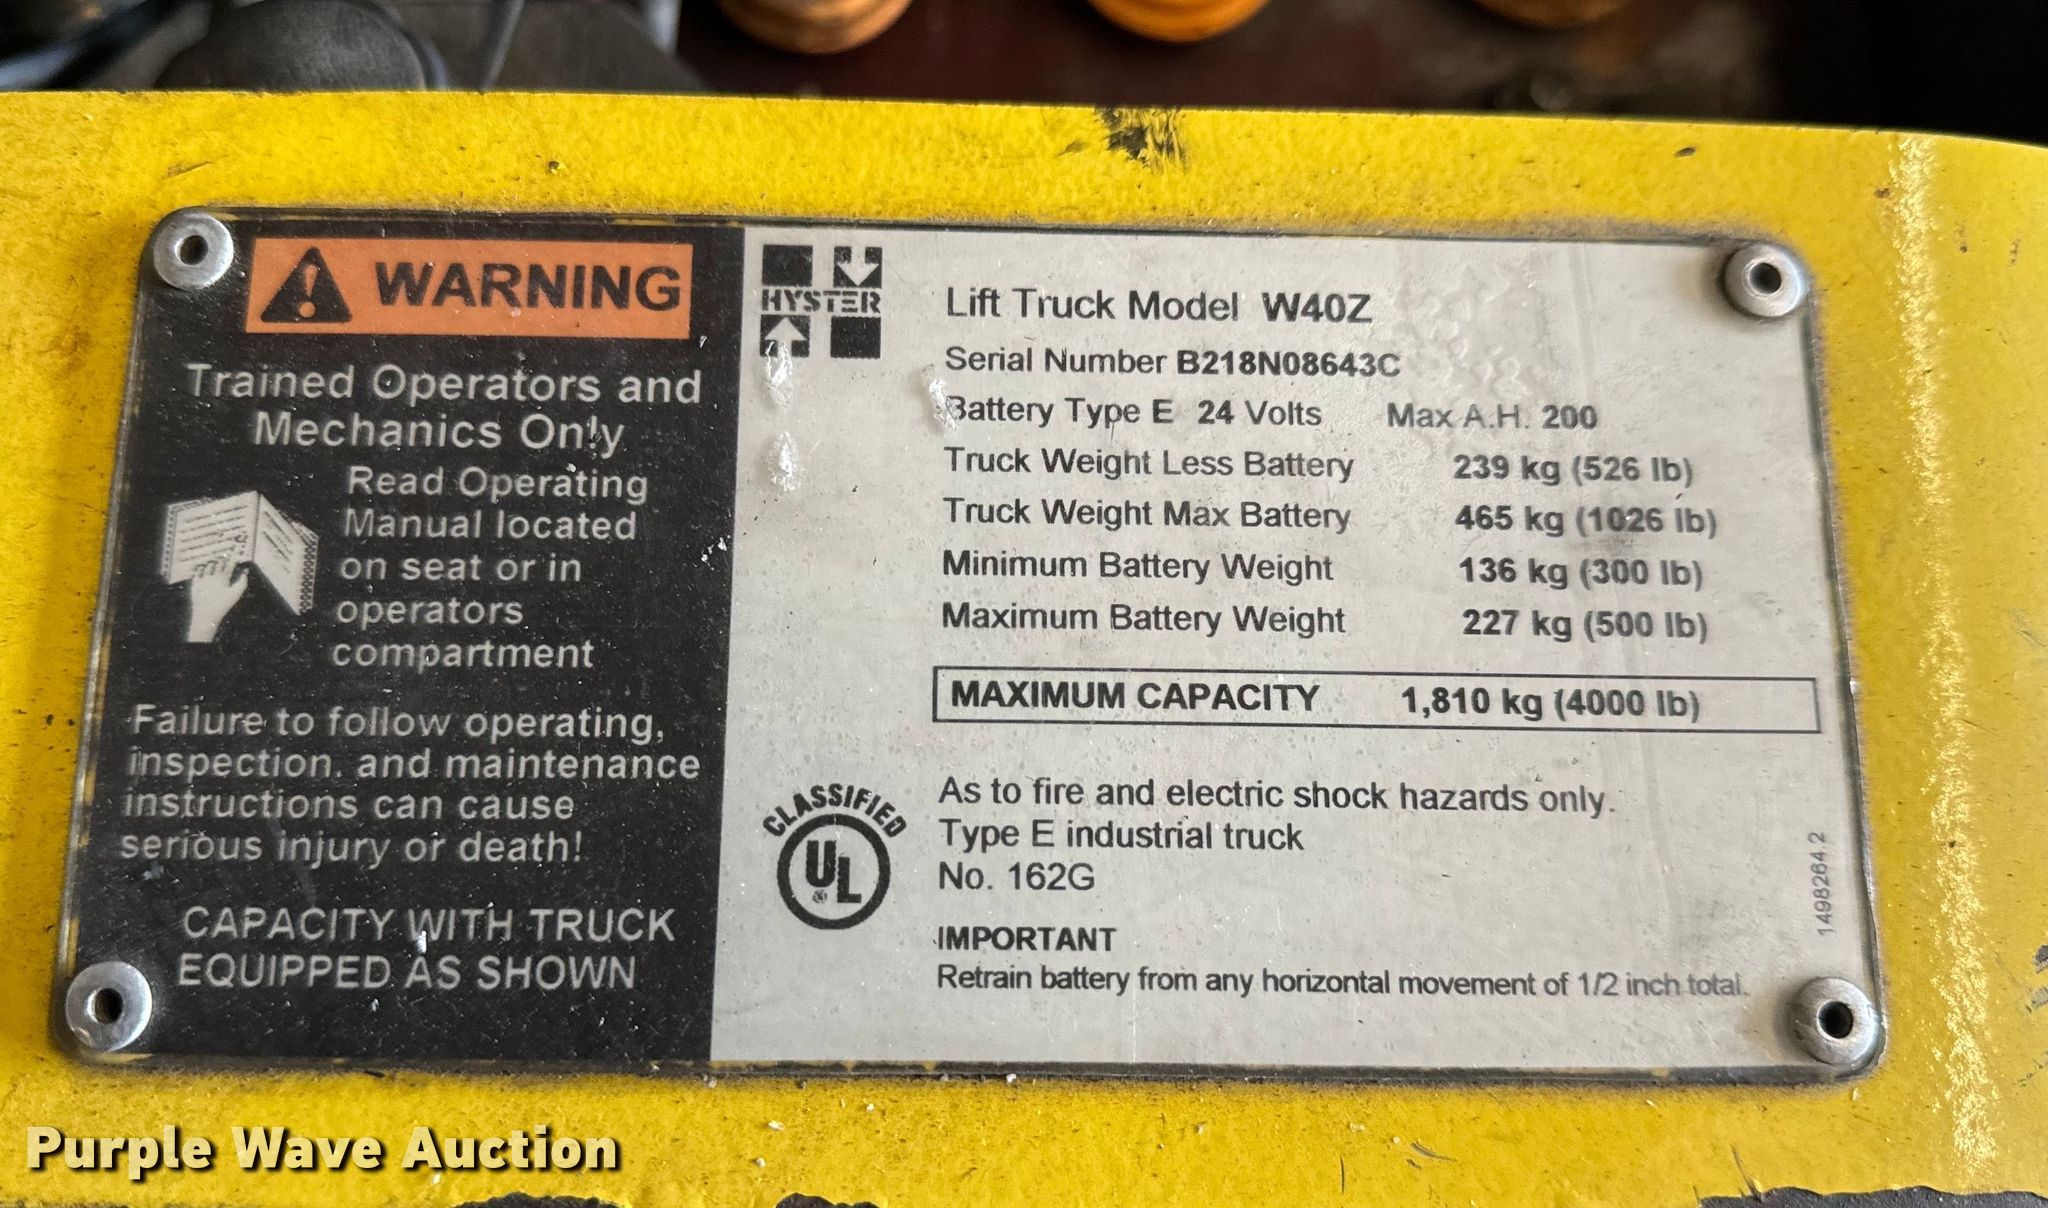 WARNING
Trained Operators and
Mechanics Only
Read Operating
Manual located
on seat or in
operators
compartment
Failure to follow operating,
inspection, and maintenance
instructions can cause
serious injury or death!
CAPACITY WITH TRUCK
EQUIPPED AS SHOWN
HYSTER
Lift Truck Model W40Z
Serial Number B218N08643C
Battery Type E 24 Volts Max A.H. 200
Truck Weight Less Battery 239 kg (526 lb)
Truck Weight Max Battery 465 kg (1026 lb)
Minimum Battery Weight 136 kg (300 lb)
Maximum Battery Weight 227 kg (500 lb)
MAXIMUM CAPACITY 1,810 kg (4000 lb)
CLASSIFIED
UL
®
As to fire and electric shock hazards only.
Type E industrial truck
No. 162G
IMPORTANT
Retrain battery from any horizontal movement of 1/2 inch total.
1498264 2
Purple Wave Auction